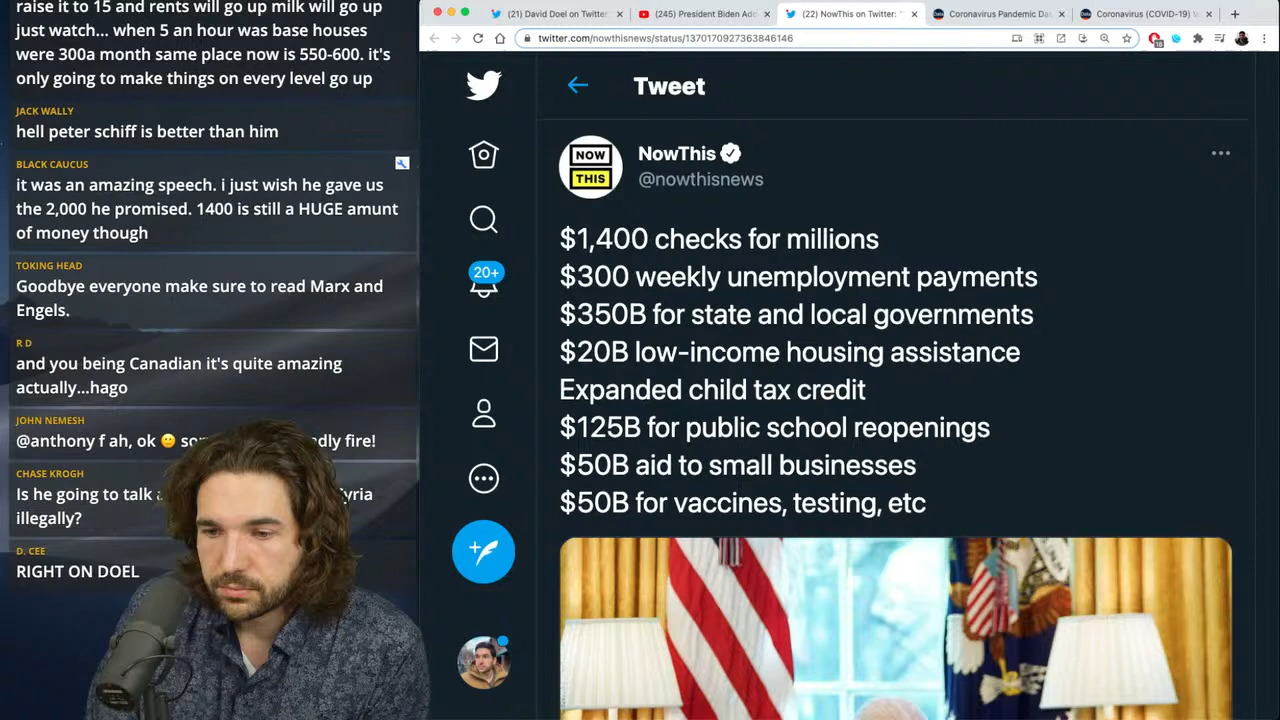 raise it to 15 and rents will go up milk will go up
just watch... when 5 an hour was base houses
were 300a month same place now is 550-600. it's
only going to make things on every level go up
JACK WALLY
hell peter schiff is better than him
BLACK CAUCUS
it was an amazing speech. i just wish he gave us
the 2,000 he promised. 1400 is still a HUGE amunt
of money though
TOKING HEAD
Goodbye everyone make sure to read Marx and
Engels.
R D
and you being Canadian it's quite amazing
actually...hago
JOHN NEMESH
@anthony f ah, ok fire!
CHASE KROGH
Is he going to talk
illegally?
D. CEE
RIGHT ON DOEL
(21) David Doel on Twitter
(245) President Biden Ad
(22) NowThis on Twitter: "
Coronavirus Pandemic Da
Coronavirus (COVID-19) V
twitter.com/nowthisnews/status/1370170927363846146
Tweet
NOW
THIS
NowThis
@nowthisnews
20+
$1,400 checks for millions
$300 weekly unemployment payments
$350B for state and local governments
$20B low-income housing assistance
Expanded child tax credit
$125B for public school reopenings
$50B aid to small businesses
$50B for vaccines, testing, etc